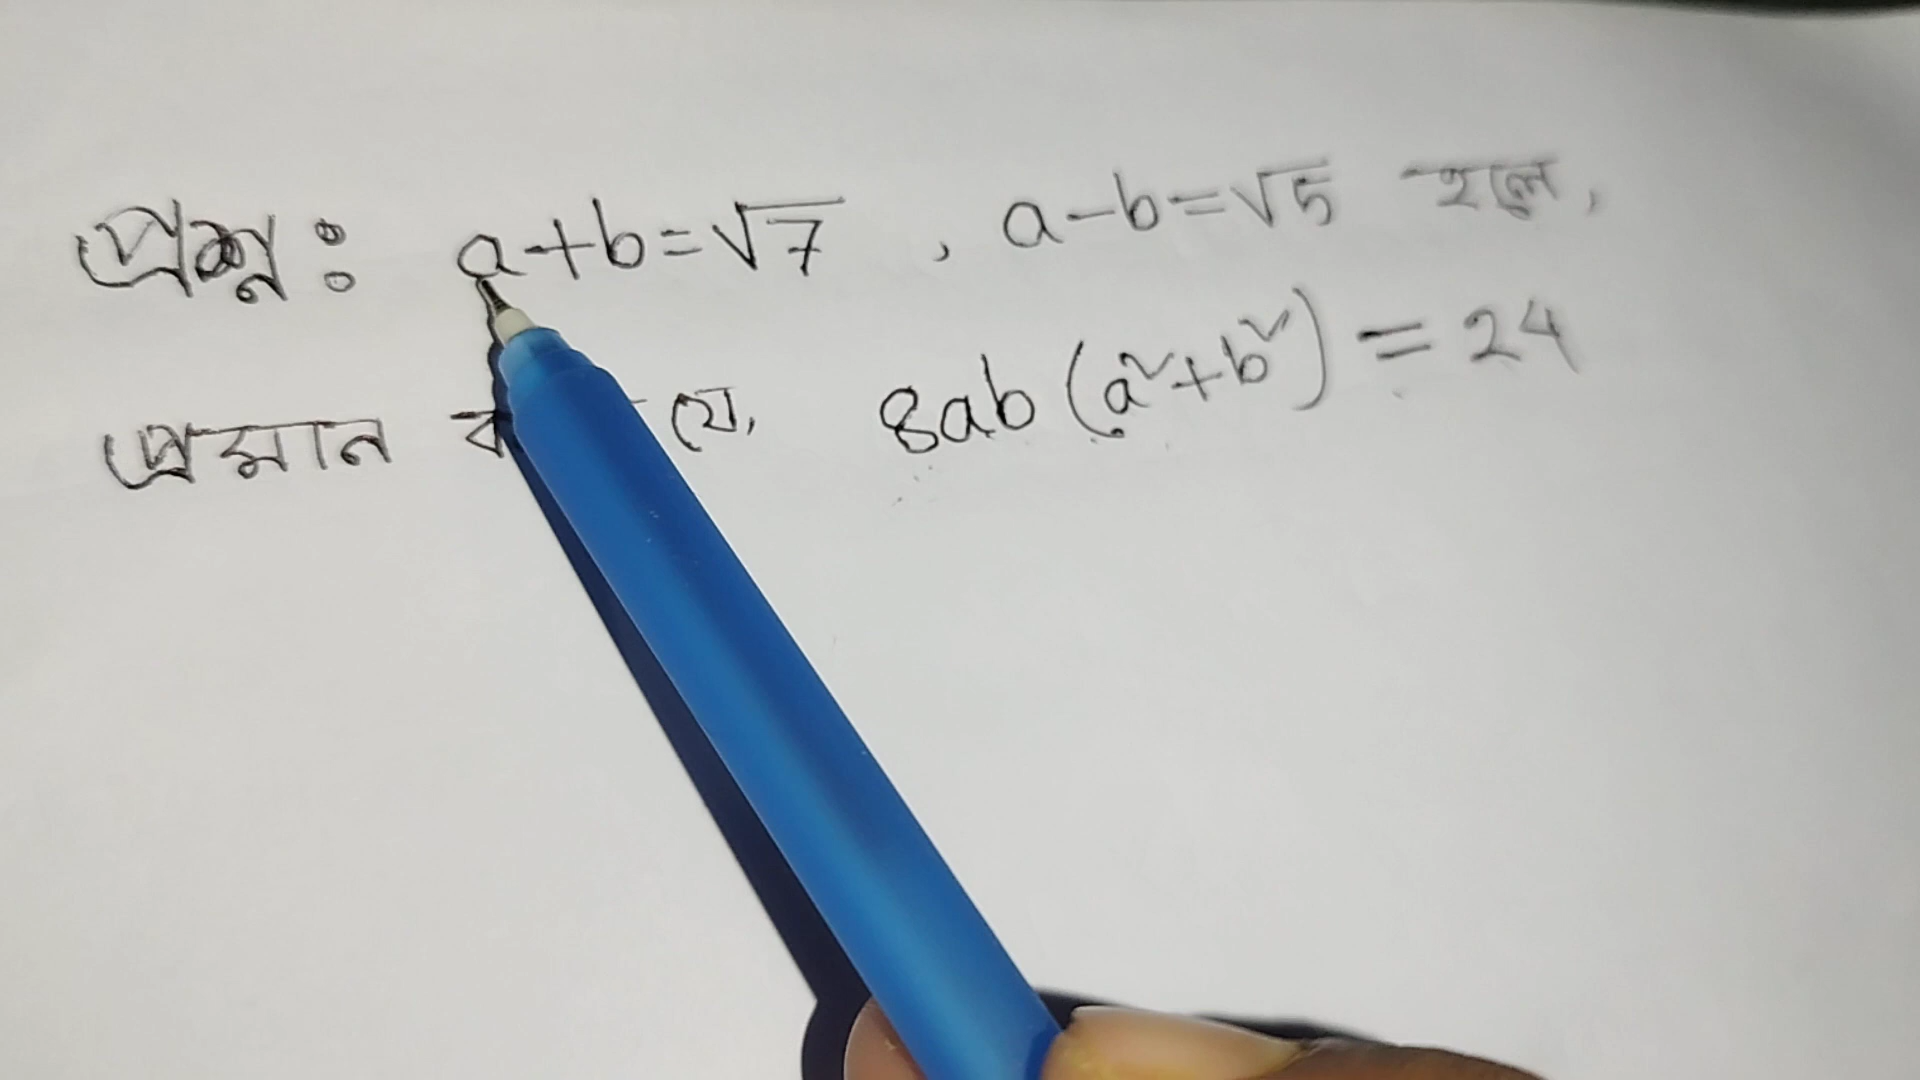 প্রশ্ন: a+b=√7 , a-b=√5 হলে,
প্রমান যে, 8ab (a²+b²) = 24